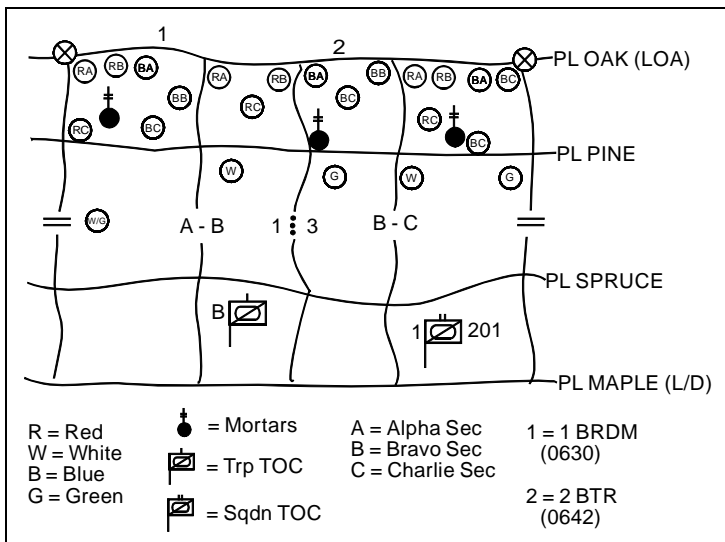 1 2
PL OAK (LOA)
RA RB BA RA RB BA BB RA RB BA BC
BB RC BC
RC BC RC BC
PL PINE
W G W G
W/G A - B 1 3 B - C
PL SPRUCE
B 1 201
PL MAPLE (L/D)
R = Red
W = White
B = Blue
G = Green
= Mortars
= Trp TOC
= Sqdn TOC
A = Alpha Sec
B = Bravo Sec
C = Charlie Sec
1 = 1 BRDM
(0630)
2 = 2 BTR
(0642)